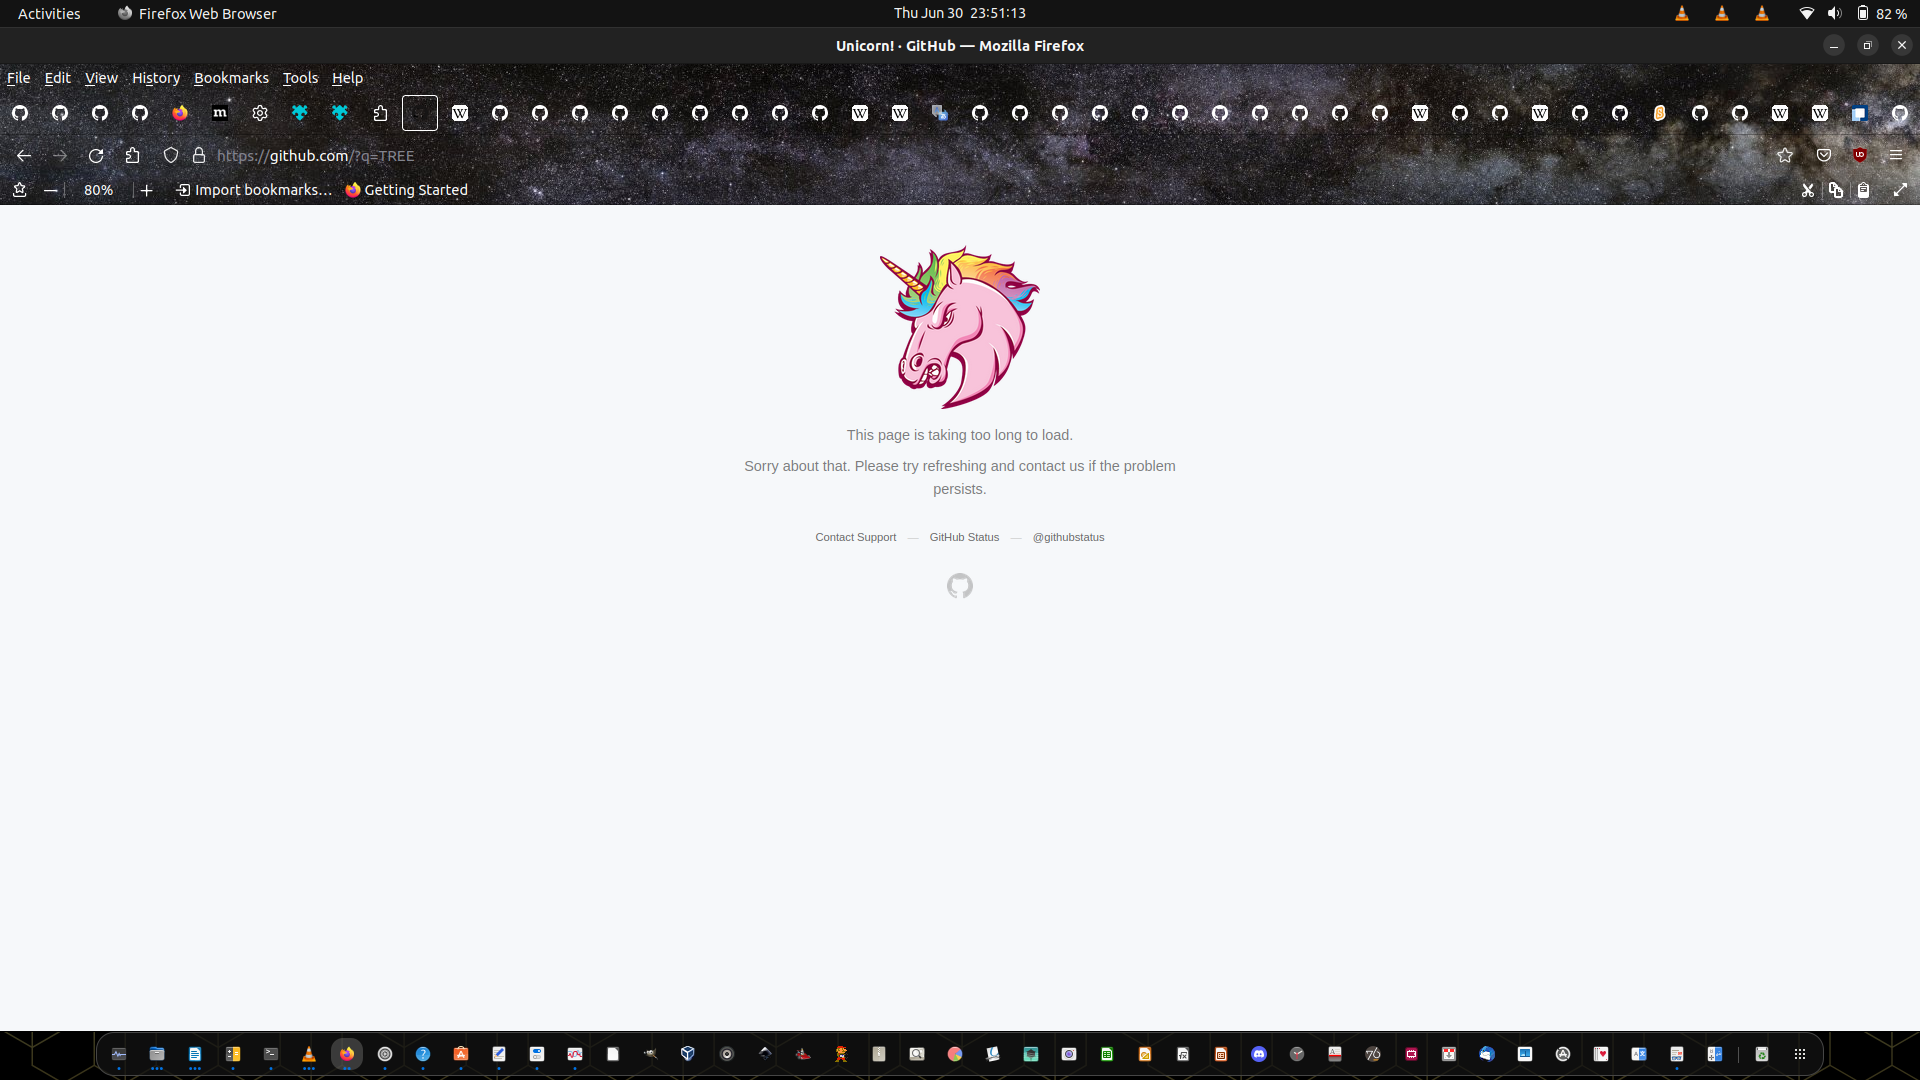 Activities Firefox Web Browser Thu Jun 30 23:51:13 82 %
Unicorn! · GitHub — Mozilla Firefox
File Edit View History Bookmarks Tools Help
https://github.com/?q=TREE
80% Import bookmarks... Getting Started
This page is taking too long to load.
Sorry about that. Please try refreshing and contact us if the problem
persists.
Contact Support — GitHub Status — @githubstatus